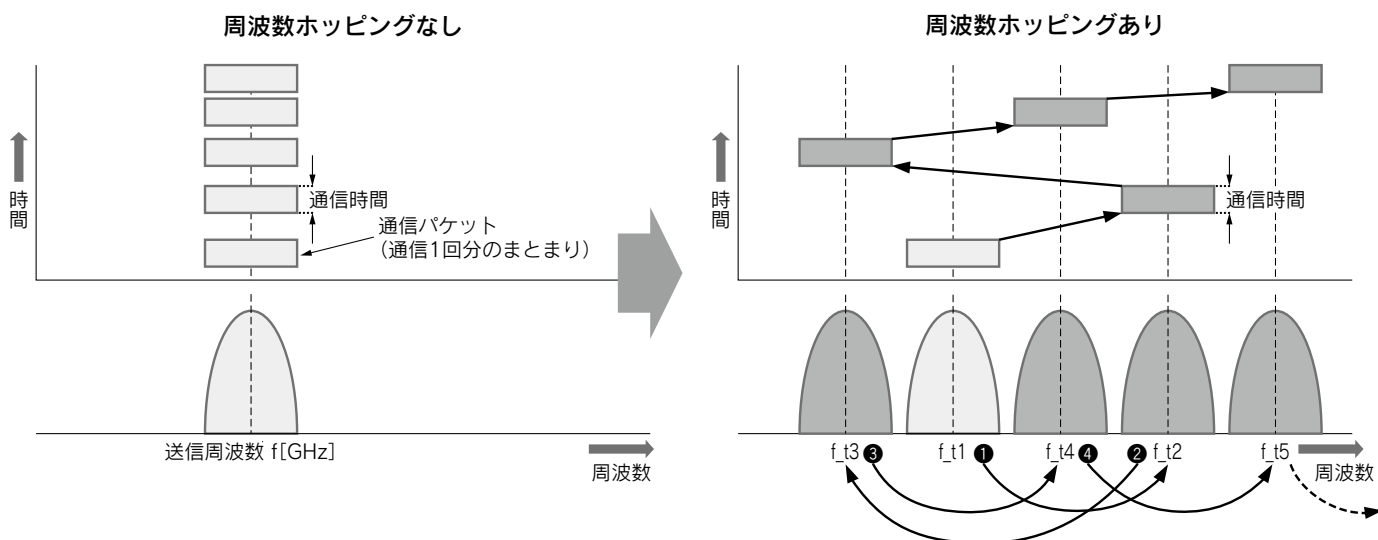 周波数ホッピングなし
時間
通信時間
通信パケット
（通信1回分のまとまり）
送信周波数 f[GHz]
周波数
周波数ホッピングあり
時間
通信時間
f_t3 ❸ f_t1 ❶ f_t4 ❹ ❷ f_t2 f_t5
周波数